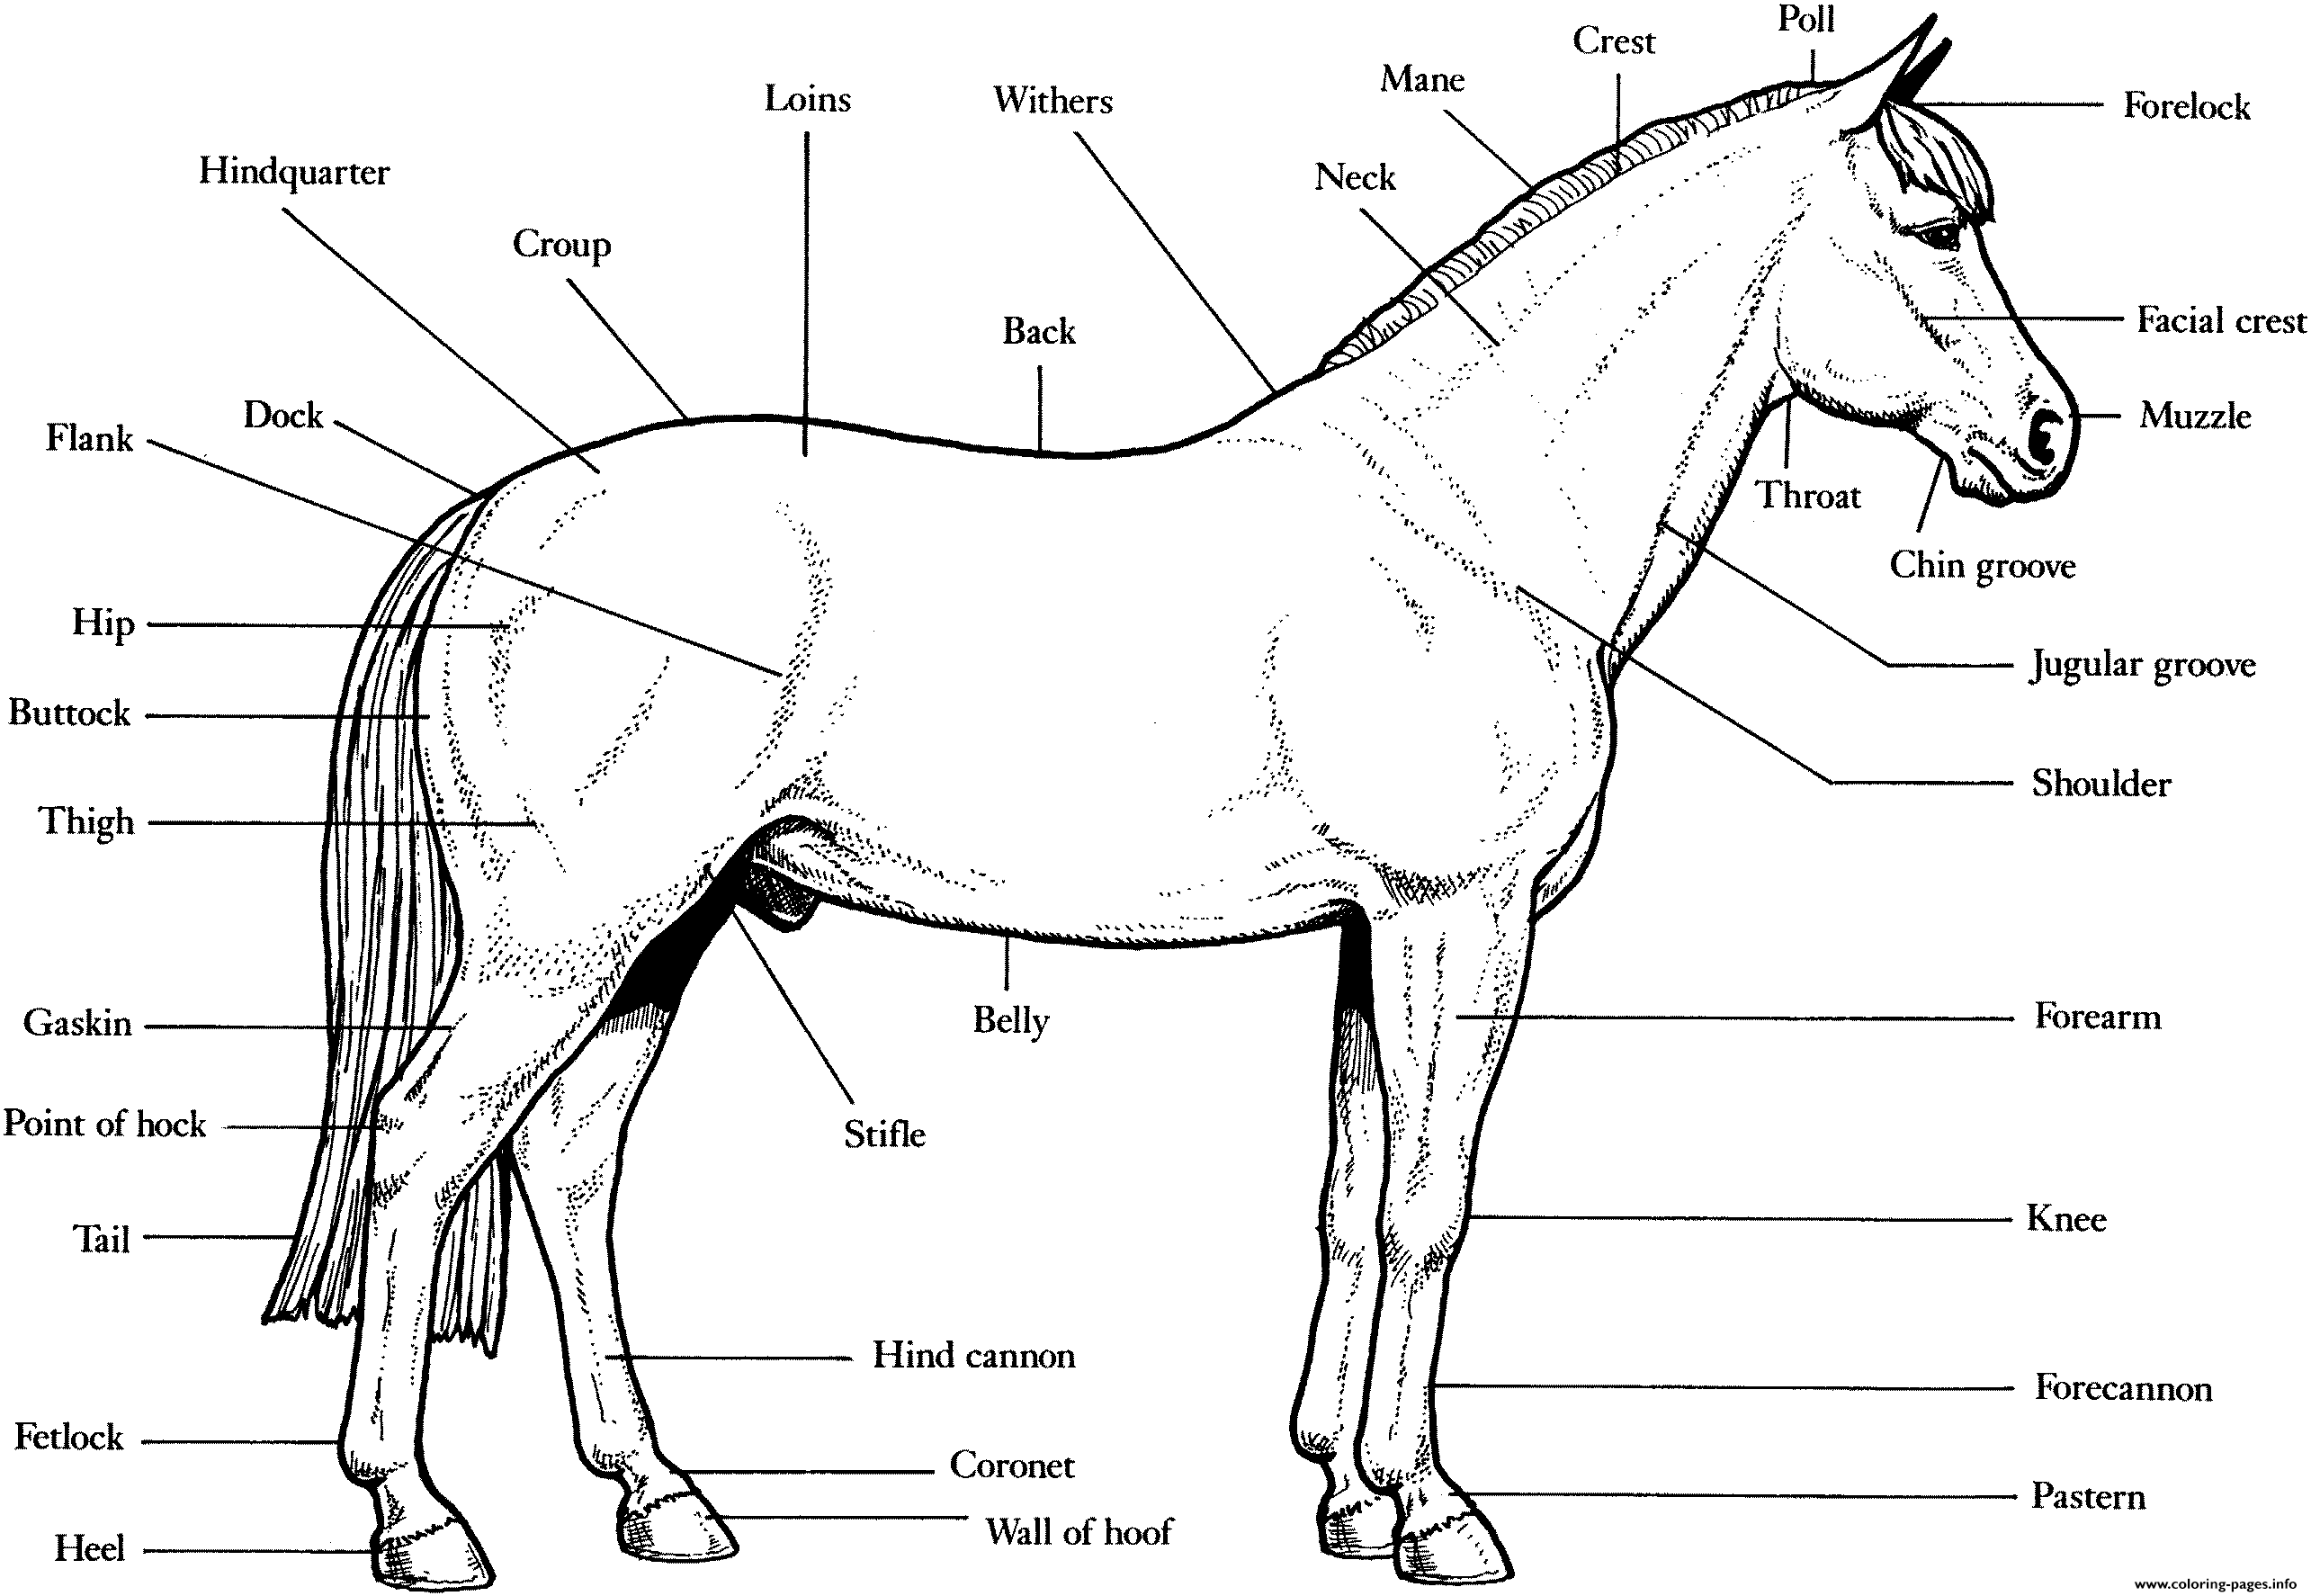 Poll
Crest
Mane
Loins
Withers
Forelock
Hindquarter
Neck
Croup
Facial crest
Back
Dock
Muzzle
Flank
Throat
Chin groove
Hip
Jugular groove
Buttock
Shoulder
Thigh
Gaskin
Belly
Forearm
Point of hock
Stifle
Tail
Knee
Hind cannon
Forecannon
Fetlock
Coronet
Pastern
Wall of hoof
Heel
www.coloring-pages.info